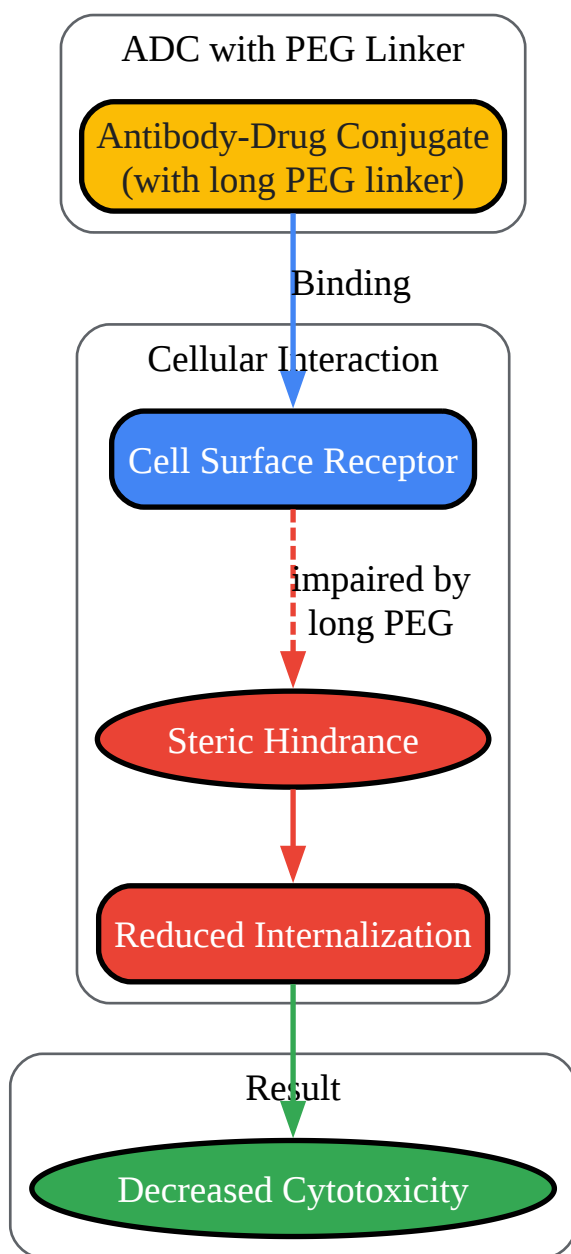 ADC with PEG Linker
Antibody-Drug Conjugate
(with long PEG linker)
Binding
Cellular Interaction
Cell Surface Receptor
impaired by
long PEG
Steric Hindrance
Reduced Internalization
Result
Decreased Cytotoxicity